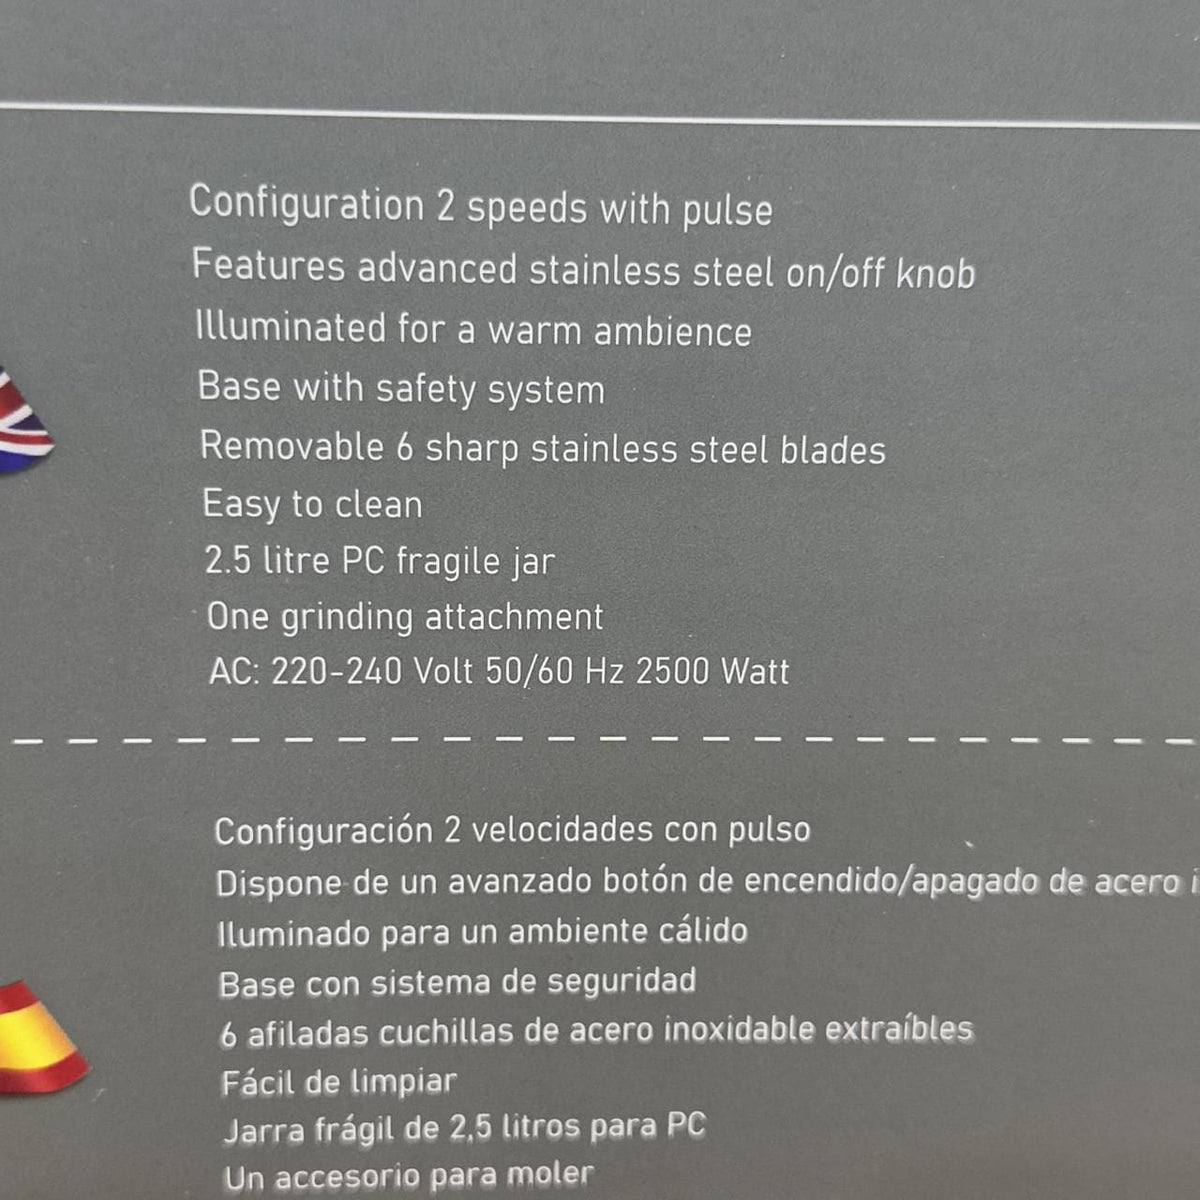 Configuration 2 speeds with pulse
Features advanced stainless steel on/off knob
Illuminated for a warm ambience
Base with safety system
Removable 6 sharp stainless steel blades
Easy to clean
2.5 litre PC fragile jar
One grinding attachment
AC: 220-240 Volt 50/60 Hz 2500 Watt
Configuración 2 velocidades con pulso
Dispone de un avanzado botón de encendido/apagado de acero i
Iluminado para un ambiente cálido
Base con sistema de seguridad
6 afiladas cuchillas de acero inoxidable extraíbles
Fácil de limpiar
Jarra frágil de 2,5 litros para PC
Un accesorio para moler